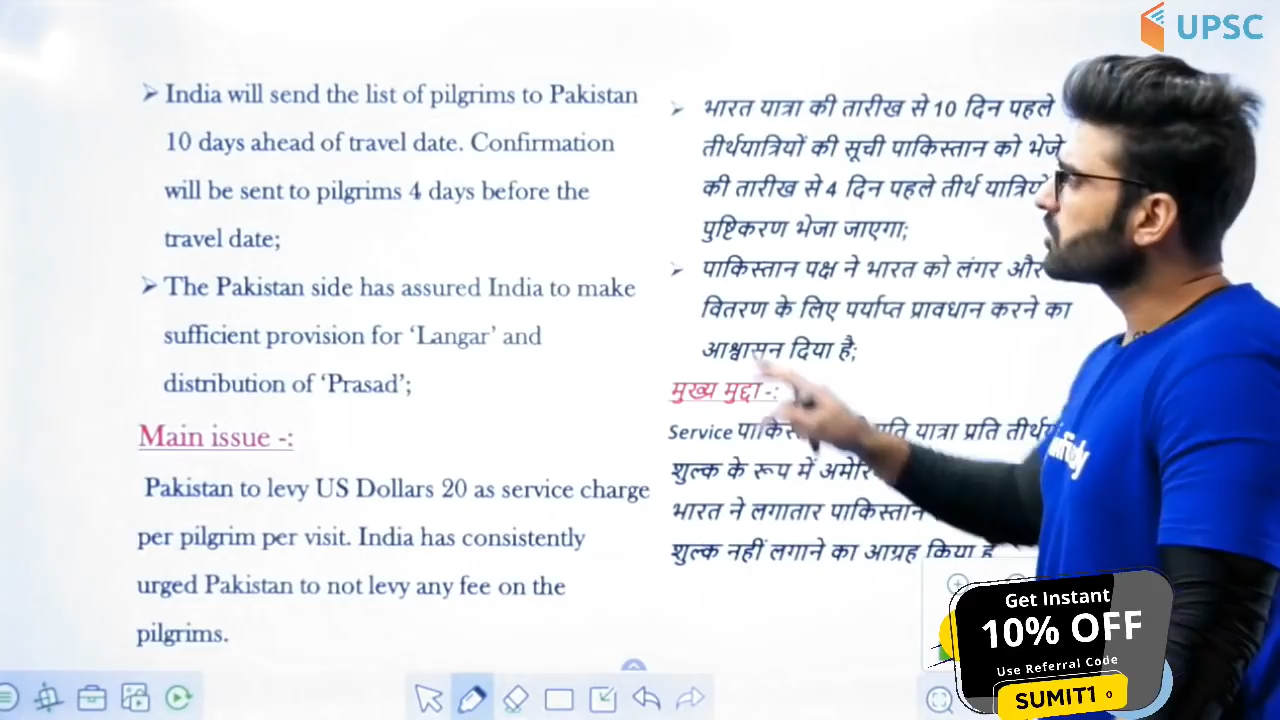 UPSC
➢ India will send the list of pilgrims to Pakistan
10 days ahead of travel date. Confirmation
will be sent to pilgrims 4 days before the
travel date;
➢ The Pakistan side has assured India to make
sufficient provision for ‘Langar’ and
distribution of ‘Prasad’;
Main issue -:
Pakistan to levy US Dollars 20 as service charge
per pilgrim per visit. India has consistently
urged Pakistan to not levy any fee on the
pilgrims.
➢ भारत यात्रा की तारीख से 10 दिन पहले
तीर्थयात्रियों की सूची पाकिस्तान को
की तारीख से 4 दिन पहले तीर्थ
पुष्टिकरण भेजा जाएगा;
➢ पाकिस्तान पक्ष ने भारत को लंगर और
वितरण के लिए पर्याप्त प्रावधान करने का
आश्वासन दिया है;
मुख्य मुद्दा -:
Service यात्रा प्रति
शुल्क के रूप में
भारत ने लगातार पाकिस्तान
शुल्क नहीं लगाने का आग्रह किया
Get Instant
10% OFF
Use Referral Code
SUMIT10